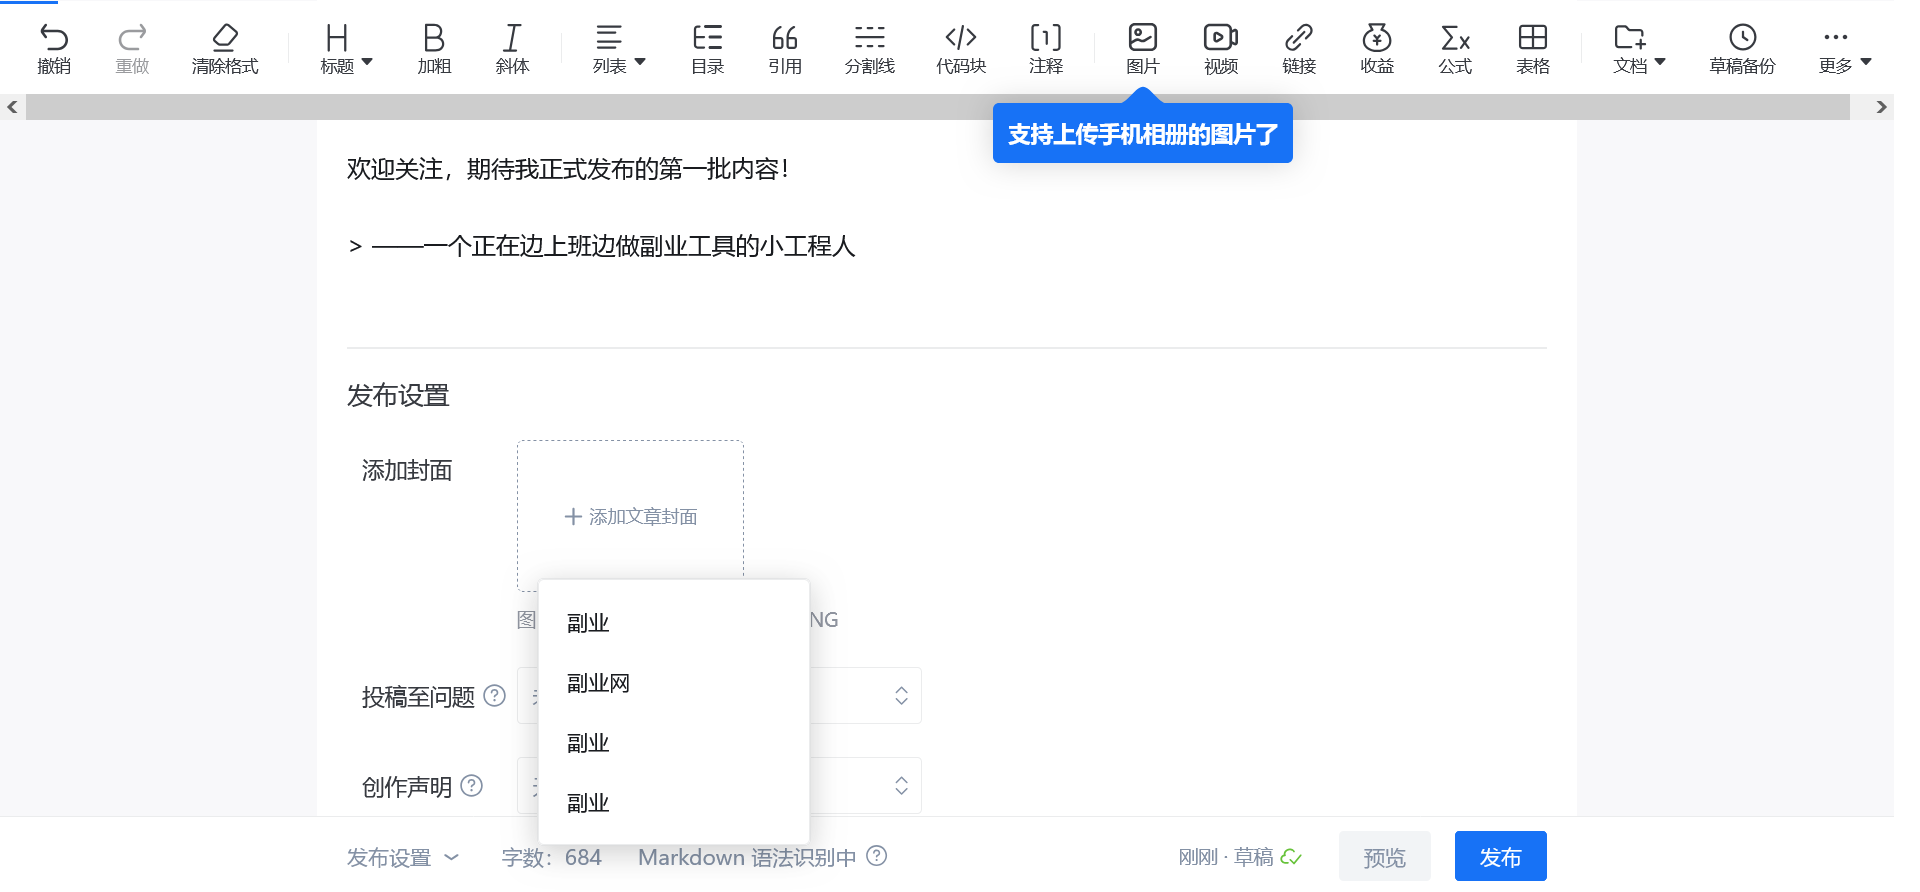 撤销 重做 清除格式 标题 加粗 斜体 列表 目录 引用 分割线 代码块 注释 图片 视频 链接 收益 公式 表格 文档 草稿备份 更多
支持上传手机相册的图片了
欢迎关注，期待我正式发布的第一批内容！
> ——一个正在边上班边做副业工具的小工程人
发布设置
添加封面
添加文章封面
图
NG
副业
副业网
副业
副业
投稿至问题
创作声明
发布设置 字数：684 Markdown 语法识别中 刚刚 · 草稿 预览 发布